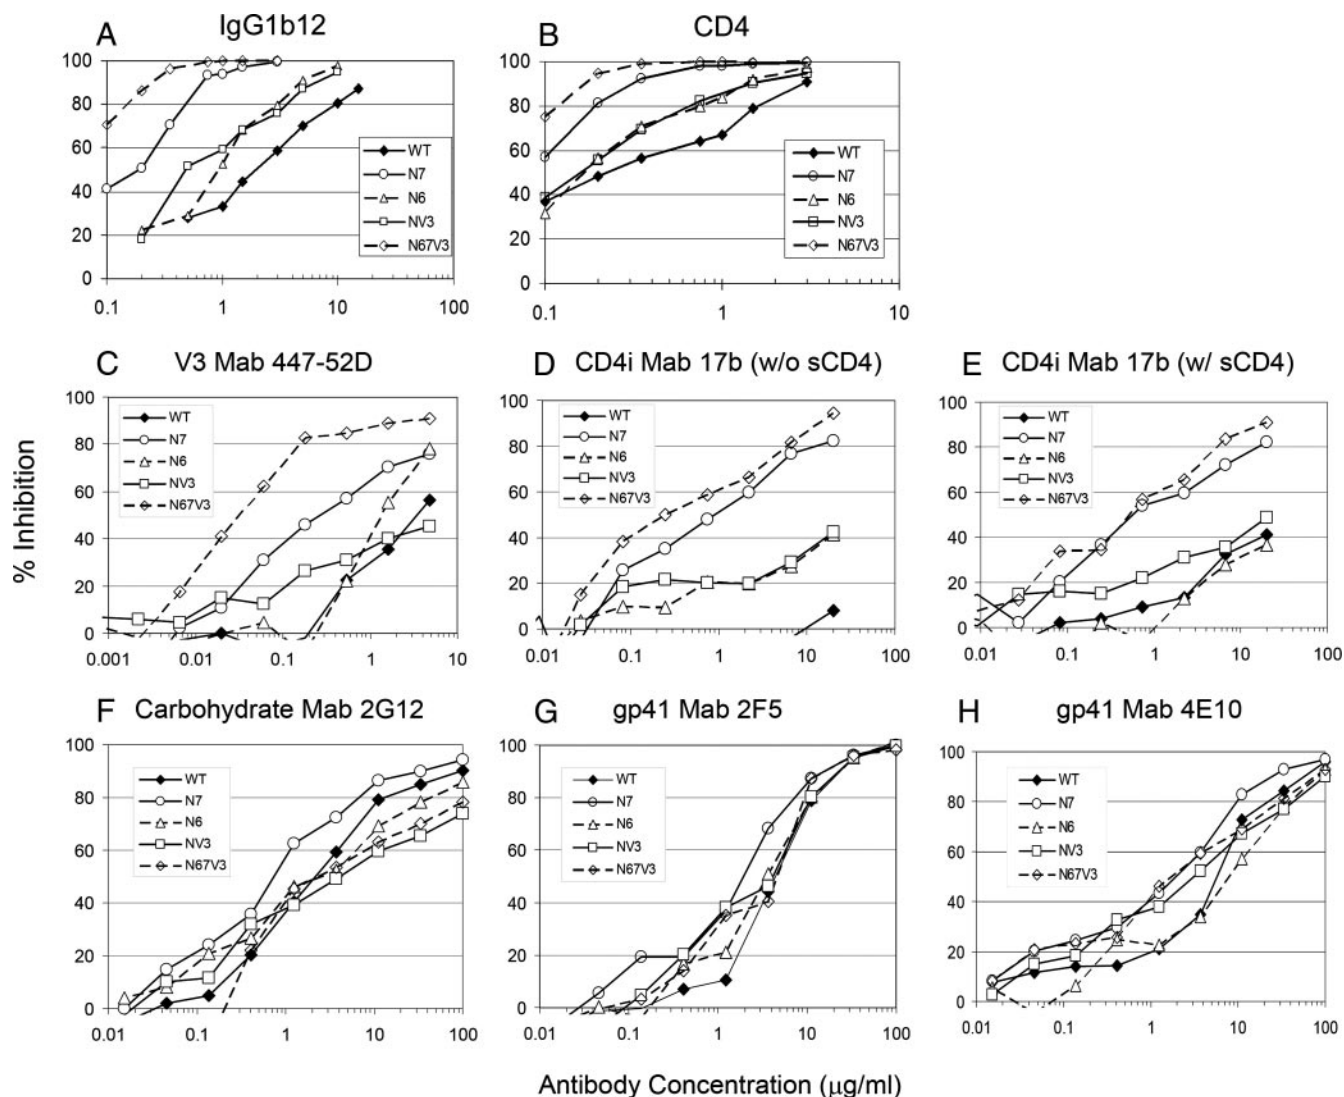 A IgG1b12
100
80
60
40
20
0
0.1 1 10 100
WT
N7
N6
NV3
N67V3
B CD4
100
80
60
40
20
0
0.1 1 10
WT
N7
N6
NV3
N67V3
C V3 Mab 447-52D
100
80
60
40
20
0
0.001 0.01 0.1 1 10
WT
N7
N6
NV3
N67V3
D CD4i Mab 17b (w/o sCD4)
100
80
60
40
20
0
0.01 0.1 1 10 100
WT
N7
N6
NV3
N67V3
E CD4i Mab 17b (w/ sCD4)
100
80
60
40
20
0
0.01 0.1 1 10 100
WT
N7
N6
NV3
N67V3
% Inhibition
F Carbohydrate Mab 2G12
100
80
60
40
20
0
0.01 0.1 1 10 100
WT
N7
N6
NV3
N67V3
G gp41 Mab 2F5
100
80
60
40
20
0
0.01 0.1 1 10 100
WT
N7
N6
NV3
N67V3
H gp41 Mab 4E10
100
80
60
40
20
0
0.01 0.1 1 10 100
WT
N7
N6
NV3
N67V3
Antibody Concentration (µg/ml)